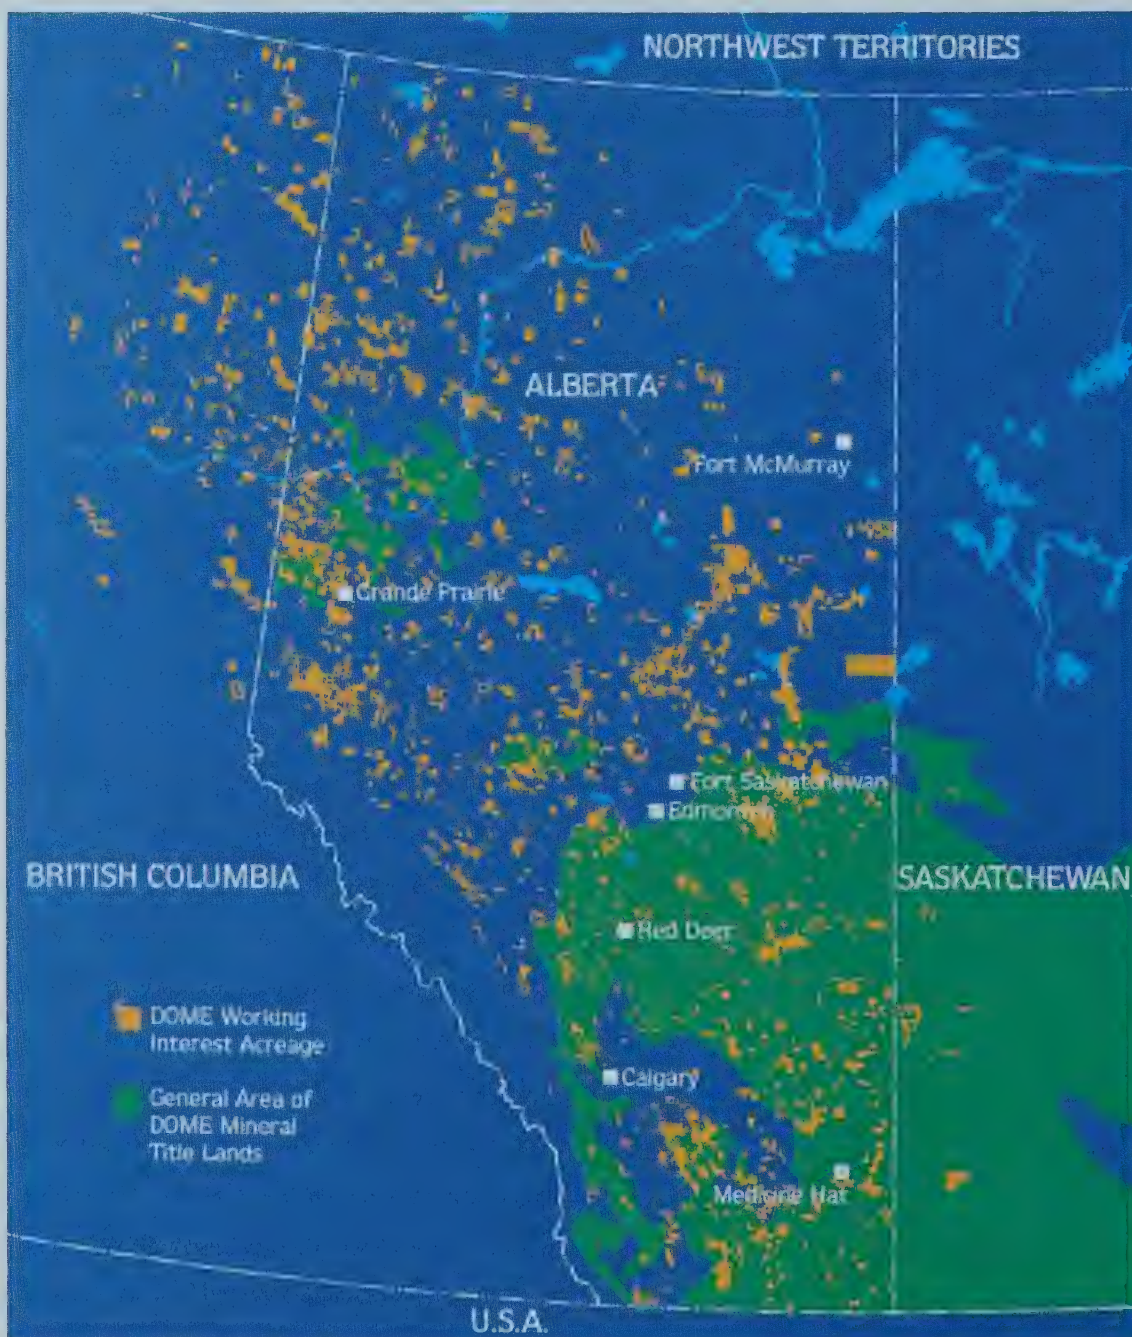 NORTHWEST TERRITORIES
ALBERTA
Fort McMurray
Grande Prairie
Fort Saskatchewan
Edmonton
BRITISH COLUMBIA
SASKATCHEWAN
Red Deer
DOME Working
Interest Acreage
Calgary
General Area of
DOME Mineral
Title Lands
Medicine Hat
U.S.A.